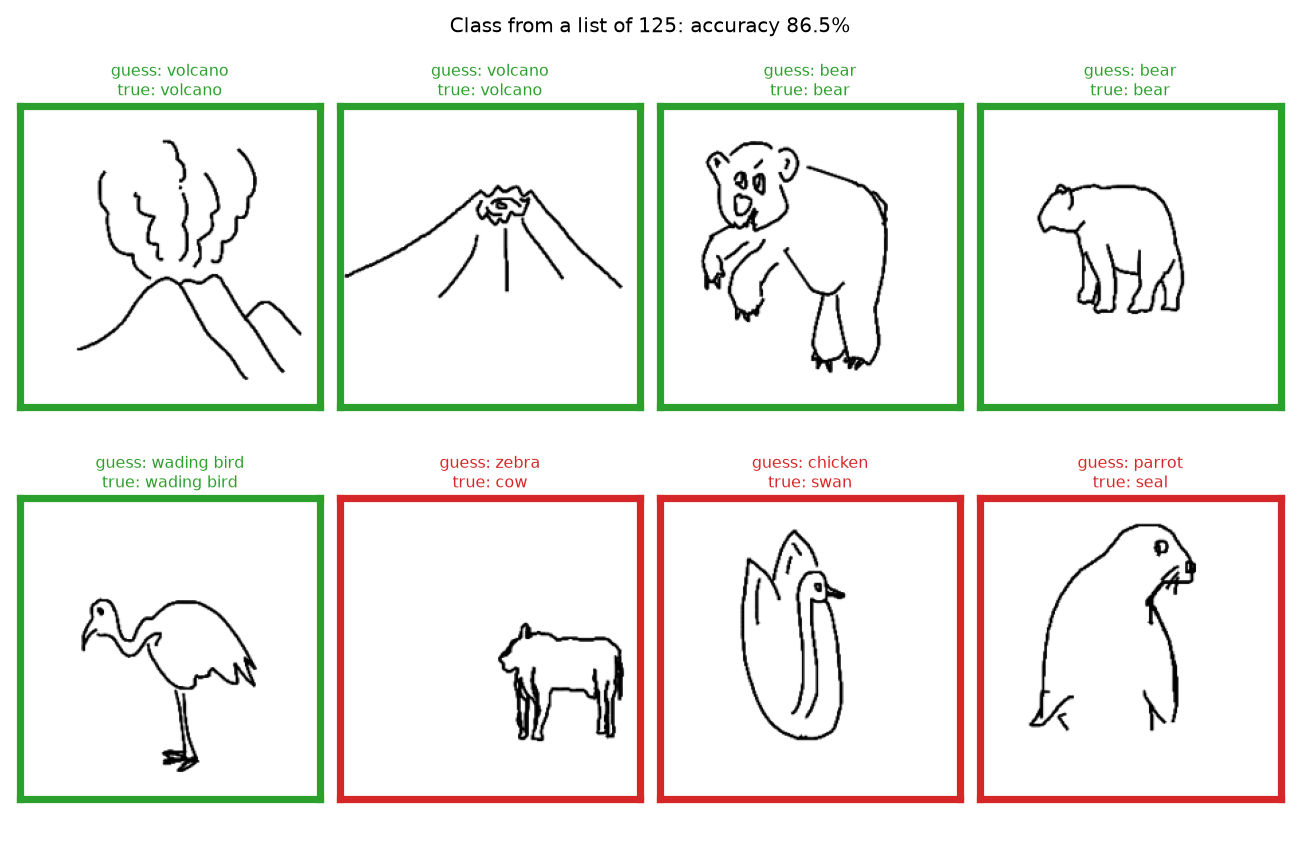 Class from a list of 125: accuracy 86.5%
guess: volcano
true: volcano
guess: volcano
true: volcano
guess: bear
true: bear
guess: bear
true: bear
guess: wading bird
true: wading bird
guess: zebra
true: cow
guess: chicken
true: swan
guess: parrot
true: seal